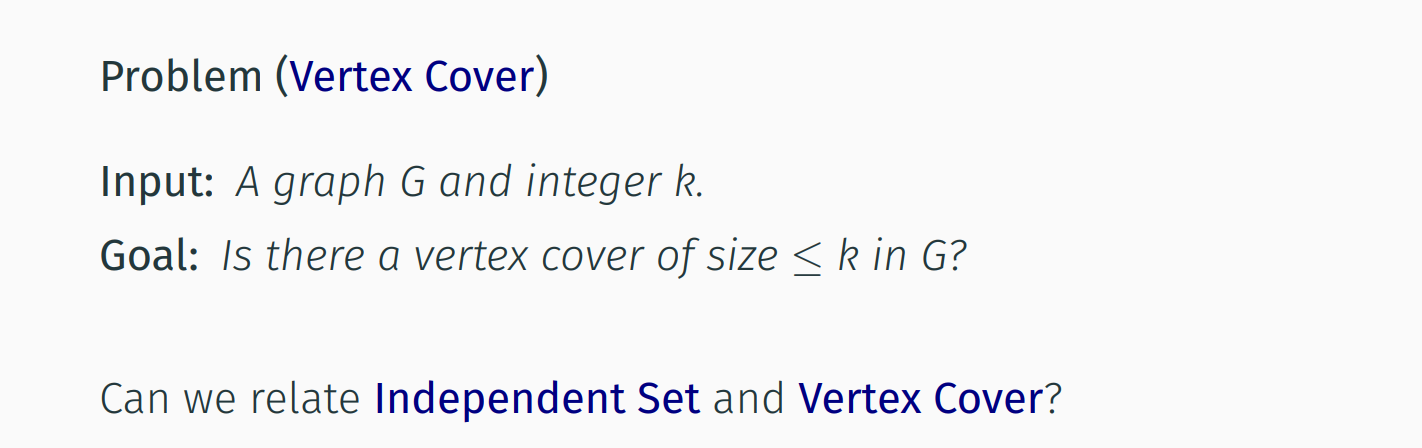 Problem (Vertex Cover)
Input: A graph G and integer k.
Goal: Is there a vertex cover of size ≤ k in G?
Can we relate Independent Set and Vertex Cover?